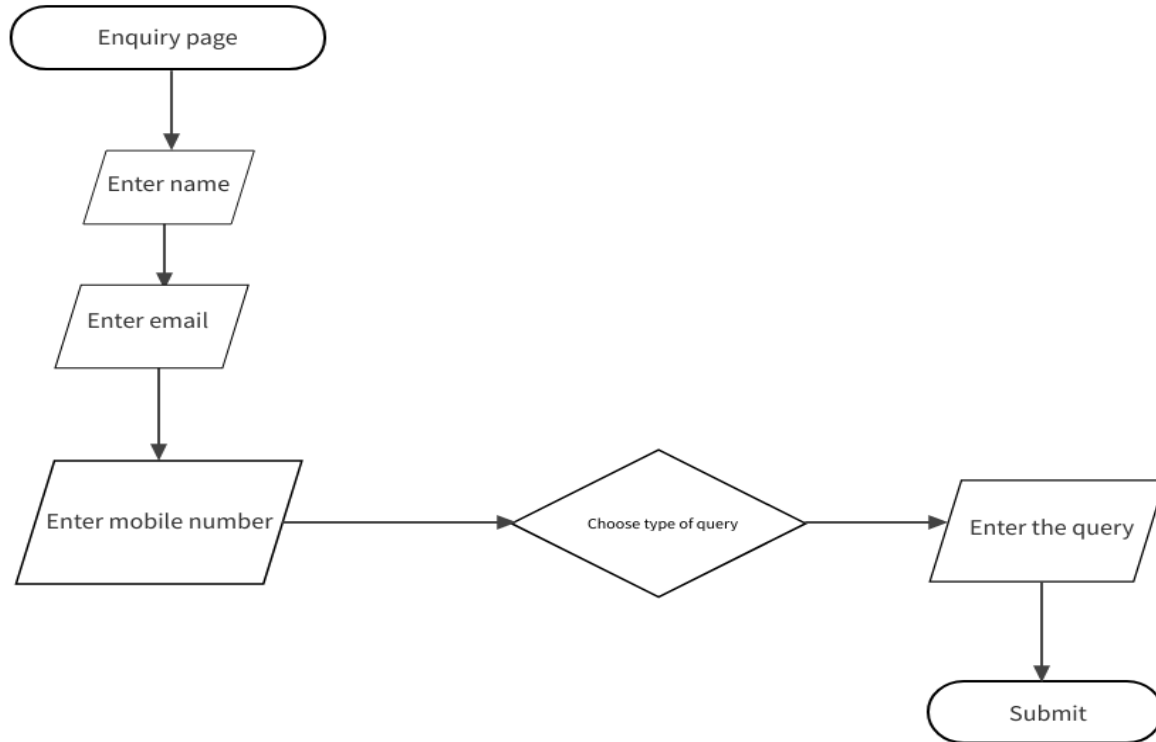 Enquiry page
Enter name
Enter email
Enter mobile number
Choose type of query
Enter the query
Submit